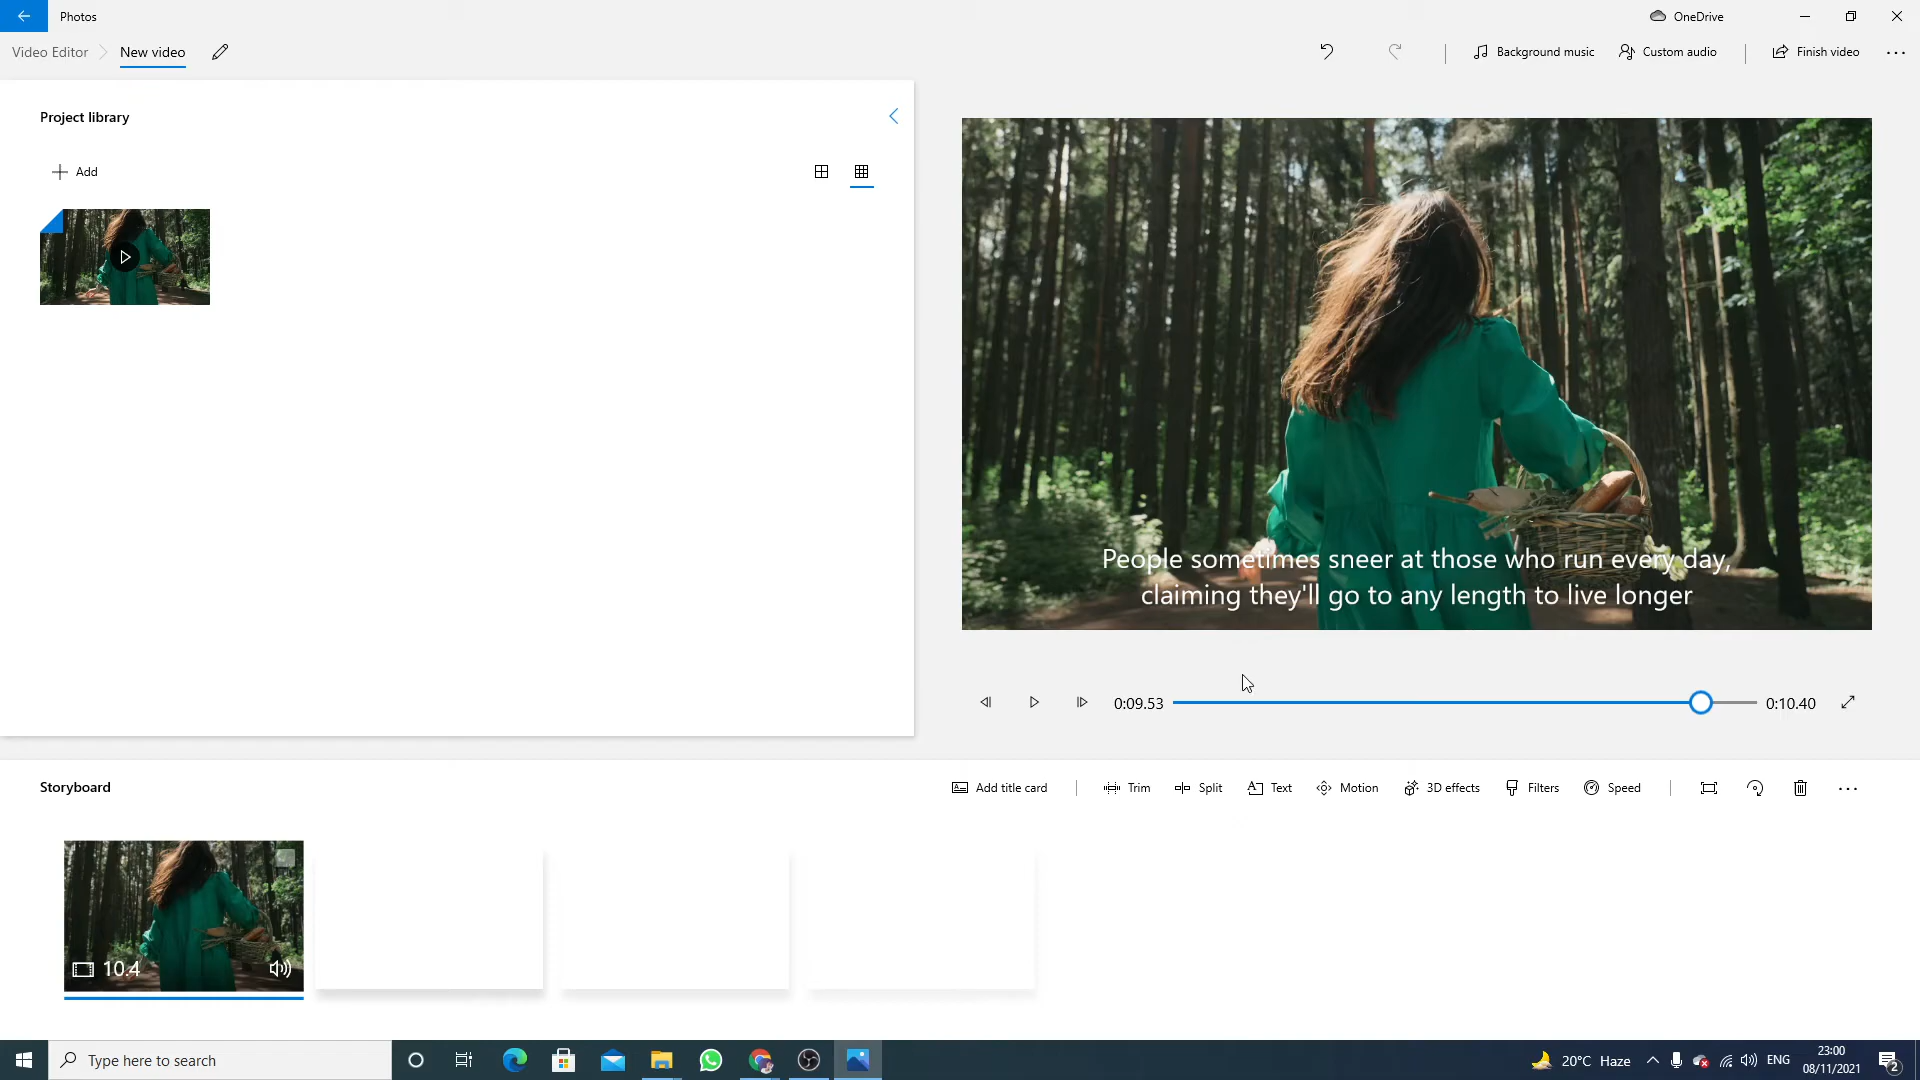 Photos
OneDrive
Video Editor
New video
Background music
Custom audio
Finish video
Project library
Add
People sometimes sneer at those who run every day,
claiming they'll go to any length to live longer
0:09.53
0:10.40
Storyboard
Add title card
Trim
Split
Text
Motion
3D effects
Filters
Speed
10.4
Type here to search
20°C Haze
ENG
23:00
08/11/2021
2